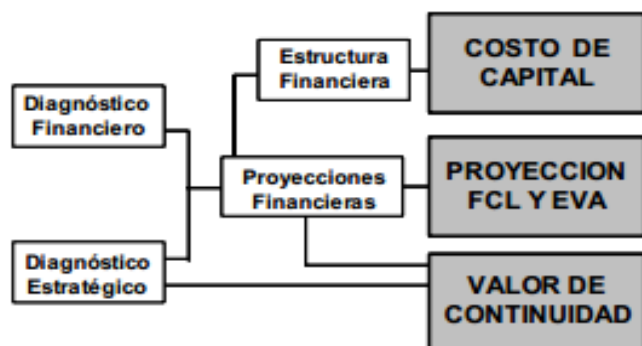 Diagnóstico
Financiero
Diagnóstico
Estratégico
Estructura
Financiera
Proyecciones
Financieras
COSTO DE
CAPITAL
PROYECCION
FCL Y EVA
VALOR DE
CONTINUIDAD